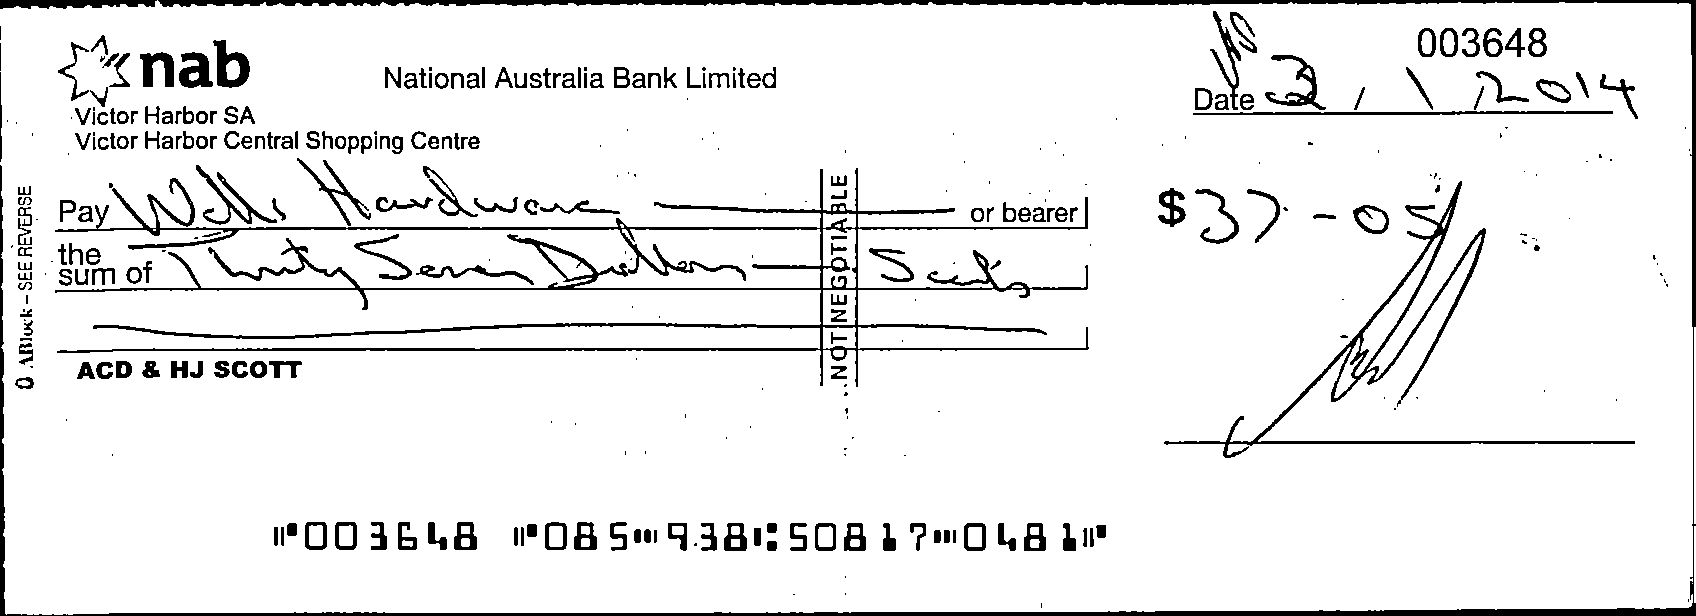 nab
National Australia Bank Limited
003648
Victor Harbor SA
Victor Harbor Central Shopping Centre
Date 3 / 1 / 2014
Pay Wells Hardware or bearer
$37-05
the sum of Thirty Seven Dollars 5 cents
NOT NEGOTIABLE
ABlock – SEE REVERSE
ACD & HJ SCOTT
⑈003648 ⑈085⑉938⑆50817⑉0481⑈